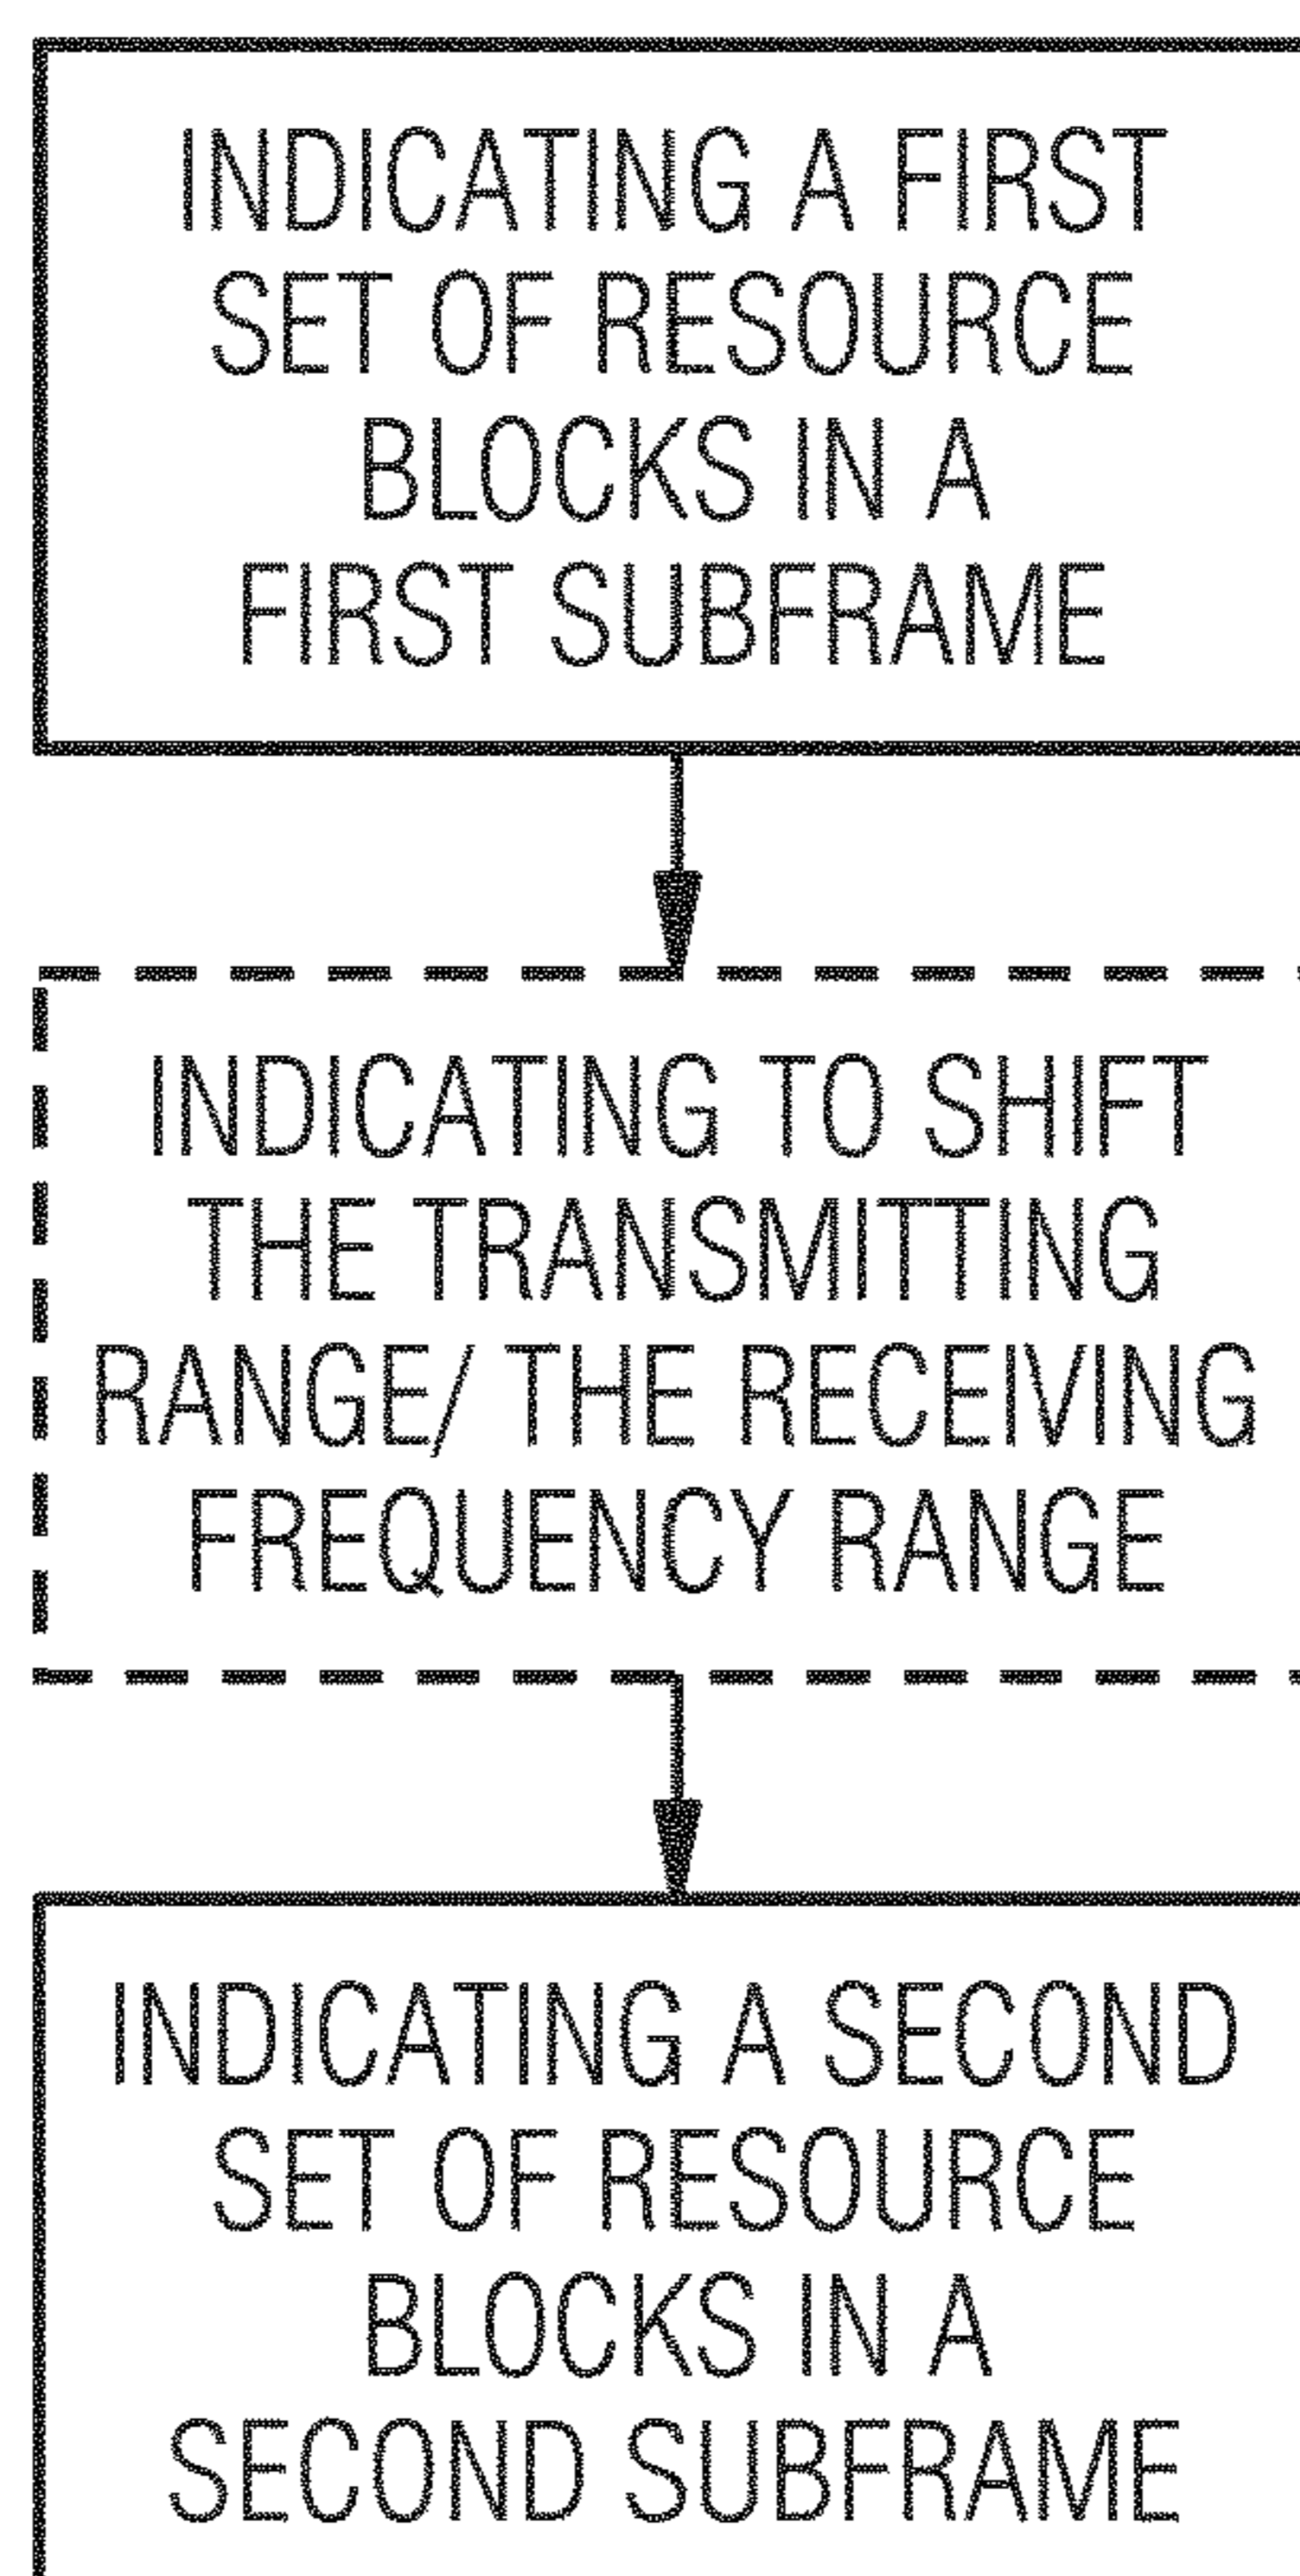 INDICATING A FIRST
SET OF RESOURCE
BLOCKS IN A
FIRST SUBFRAME
INDICATING TO SHIFT
THE TRANSMITTING
RANGE/ THE RECEIVING
FREQUENCY RANGE
INDICATING A SECOND
SET OF RESOURCE
BLOCKS IN A
SECOND SUBFRAME